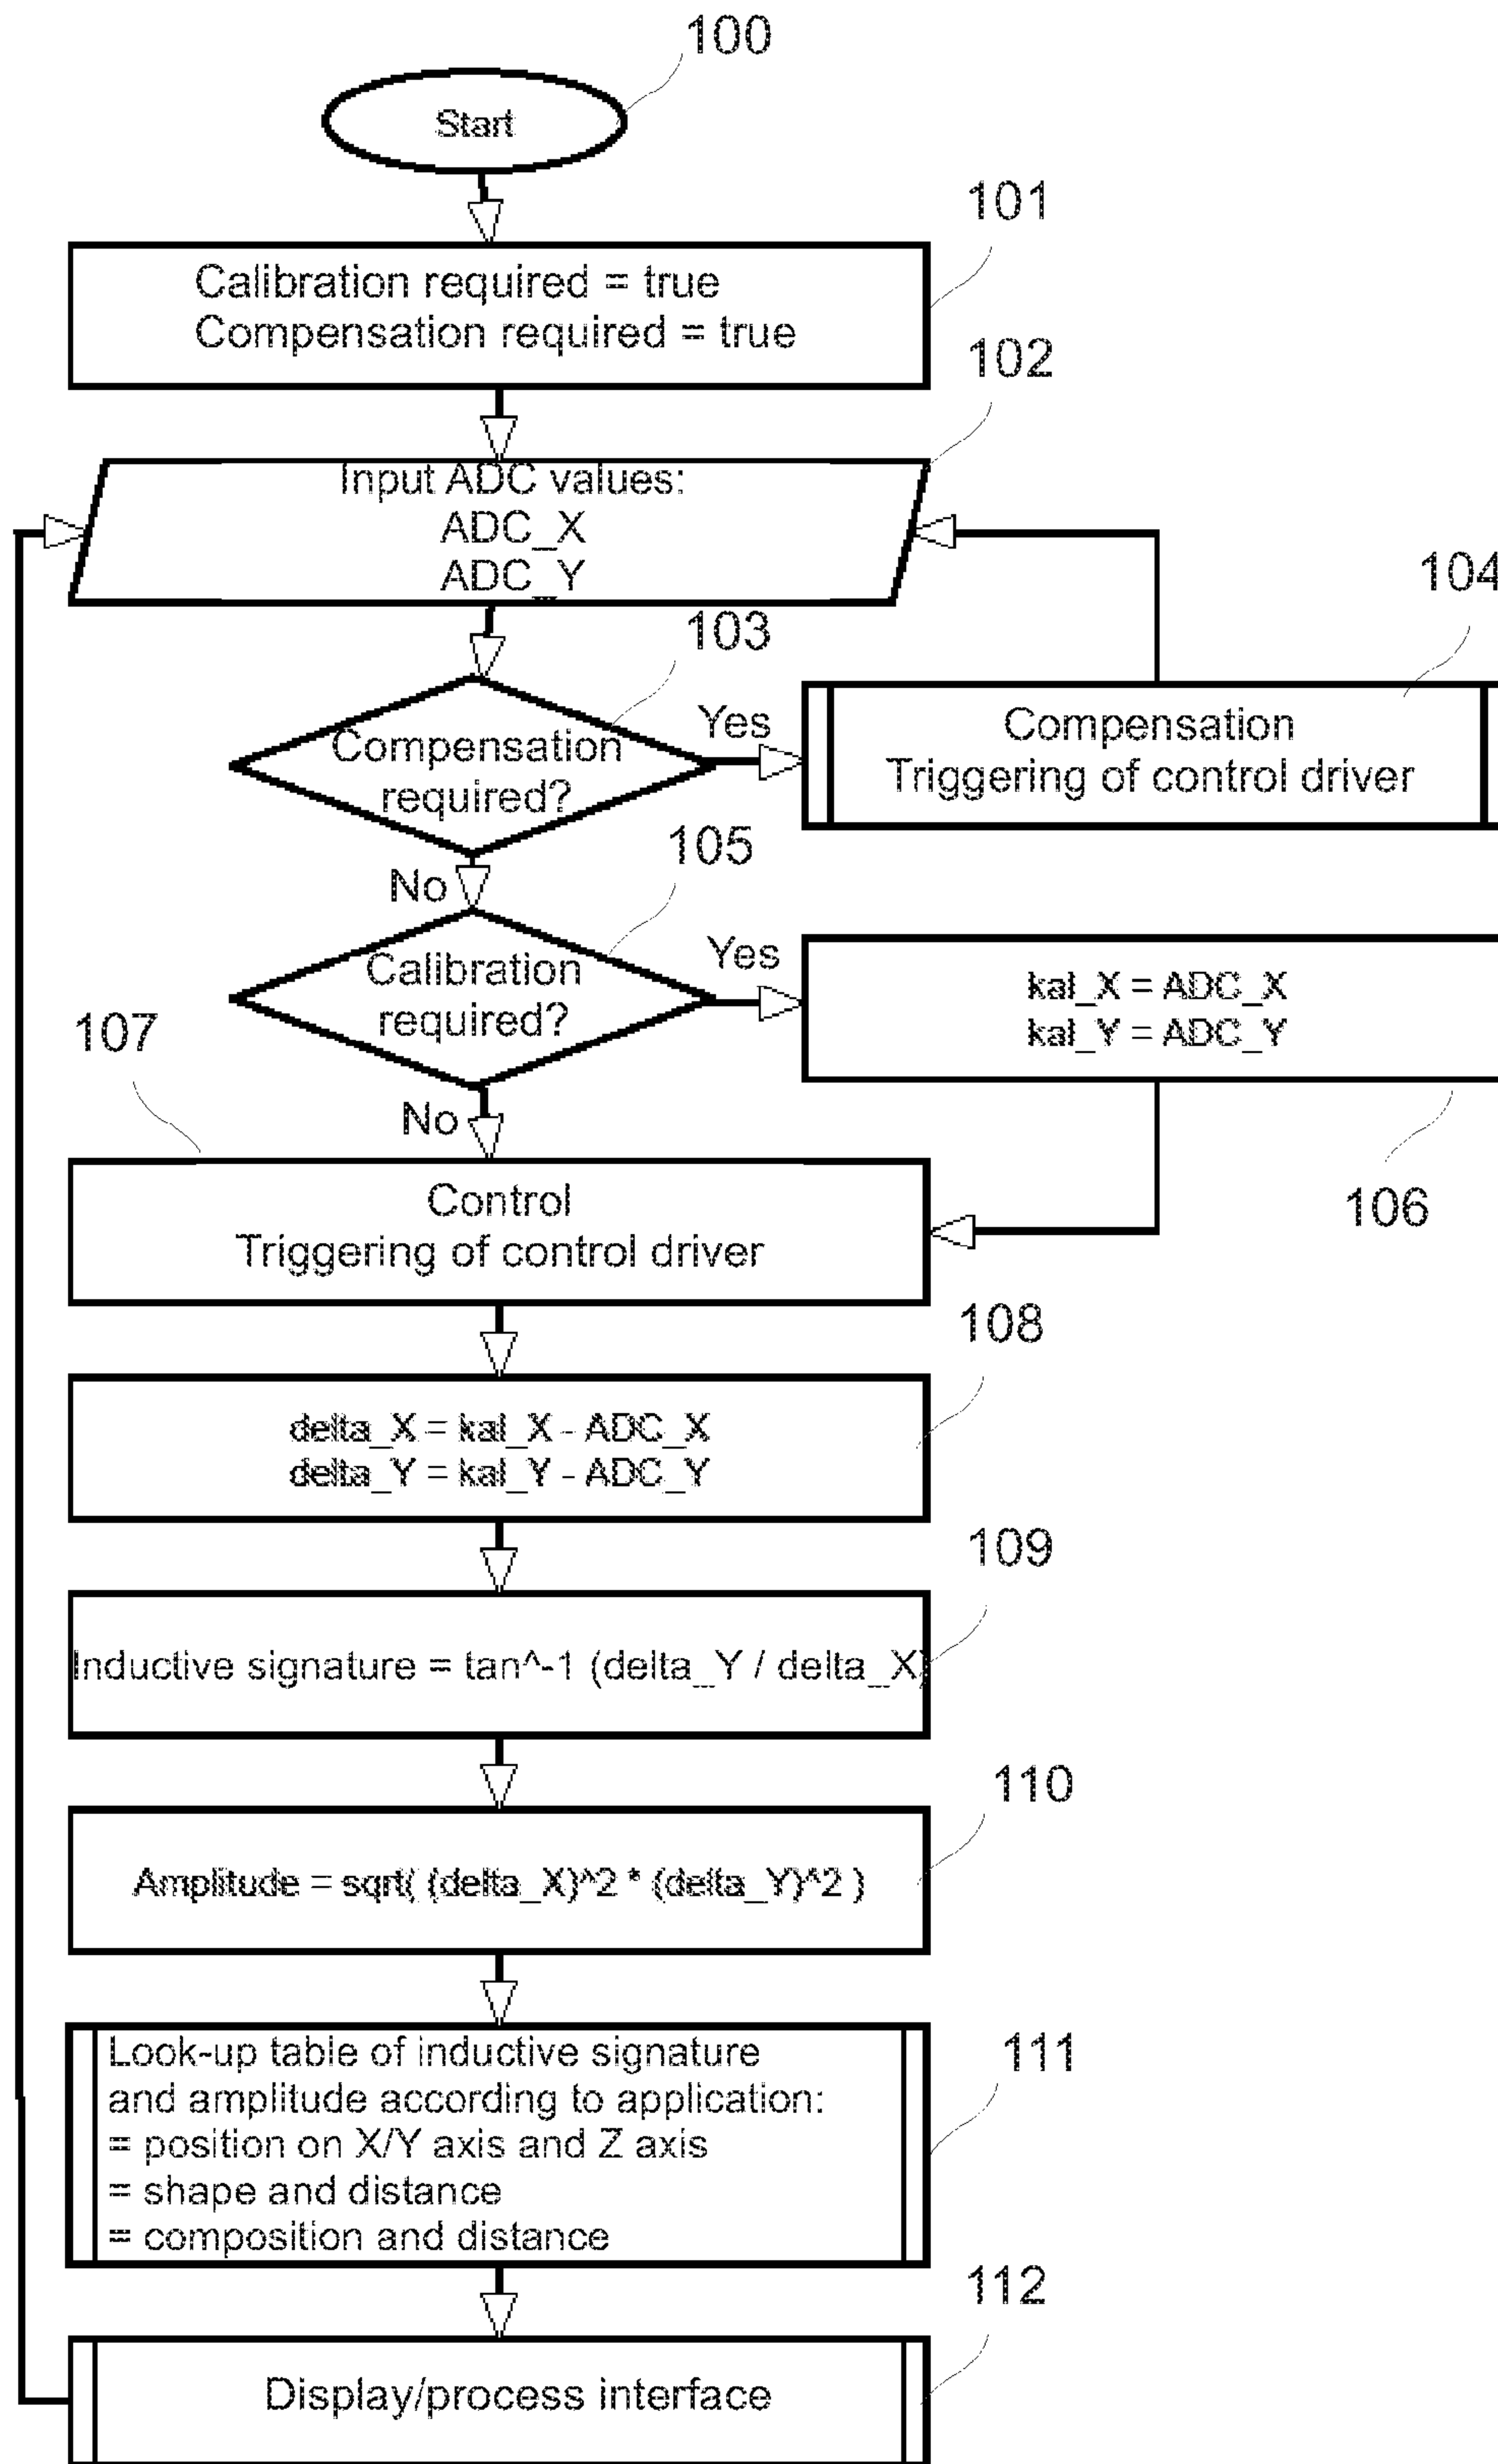 100
Start
101
Calibration required = true
Compensation required = true
102
Input ADC values:
ADC_X
ADC_Y
103
104
Compensation
required?
Yes
Compensation
Triggering of control driver
No
105
Calibration
required?
Yes
kal_X = ADC_X
kal_Y = ADC_Y
106
No
107
Control
Triggering of control driver
108
delta_X = kal_X - ADC_X
delta_Y = kal_Y - ADC_Y
109
Inductive signature = tan^-1 (delta_Y / delta_X)
110
Amplitude = sqrt( (delta_X)^2 * (delta_Y)^2 )
111
Look-up table of inductive signature
and amplitude according to application:
= position on X/Y axis and Z axis
= shape and distance
= composition and distance
112
Display/process interface